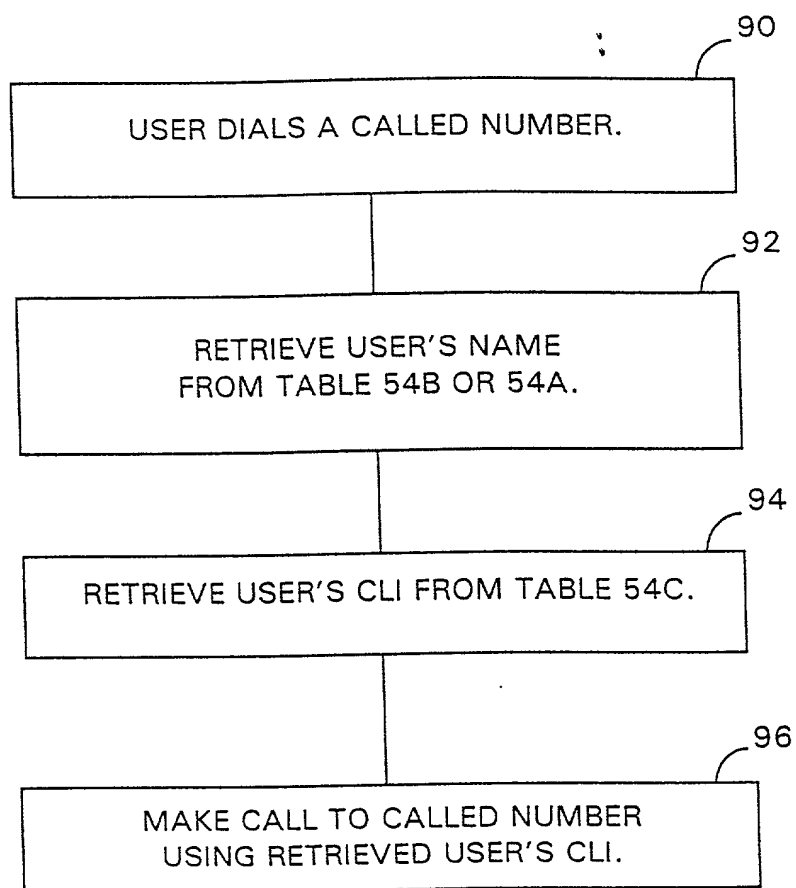 90
USER DIALS A CALLED NUMBER.
92
RETRIEVE USER'S NAME
FROM TABLE 54B OR 54A.
94
RETRIEVE USER'S CLI FROM TABLE 54C.
96
MAKE CALL TO CALLED NUMBER
USING RETRIEVED USER'S CLI.